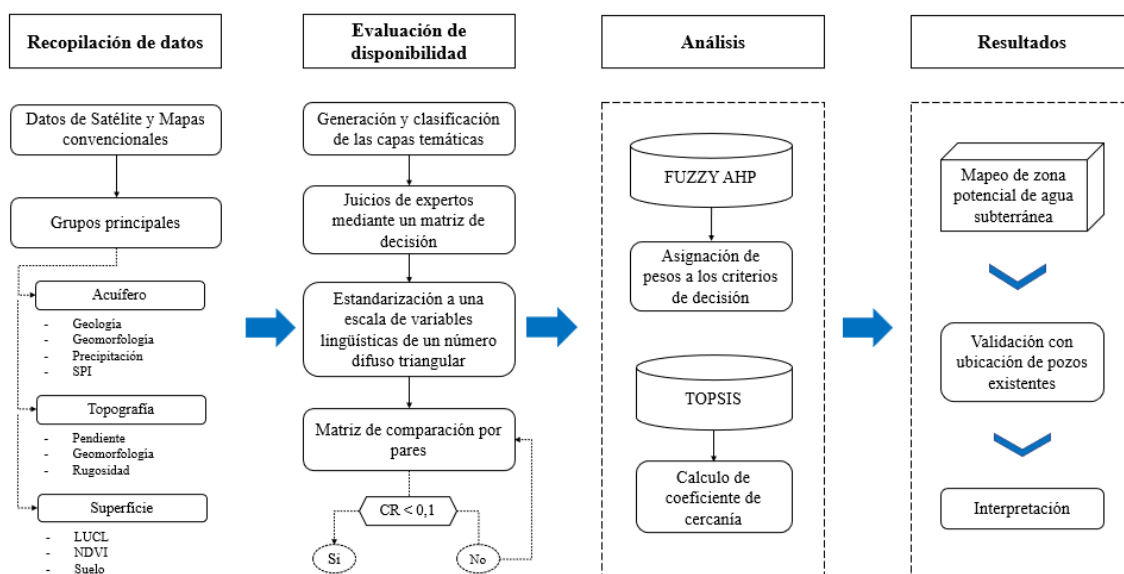 Recopilación de datos
Datos de Satélite y Mapas
convencionales
Grupos principales
Acuífero
- Geología
- Geomorfología
- Precipitación
- SPI
Topografía
- Pendiente
- Geomorfología
- Rugosidad
Superfície
- LUCL
- NDVI
- Suelo
Evaluación de
disponibilidad
Generación y clasificación
de las capas temáticas
Juicios de expertos
mediante un matriz de
decisión
Estandarización a una
escala de variables
lingüísticas de un número
difuso triangular
Matriz de comparación por
pares
CR < 0,1
Si
No
Análisis
FUZZY AHP
Asignación de
pesos a los criterios
de decisión
TOPSIS
Calculo de
coeficiente de
cercanía
Resultados
Mapeo de zona
potencial de agua
subterránea
Validación con
ubicación de pozos
existentes
Interpretación